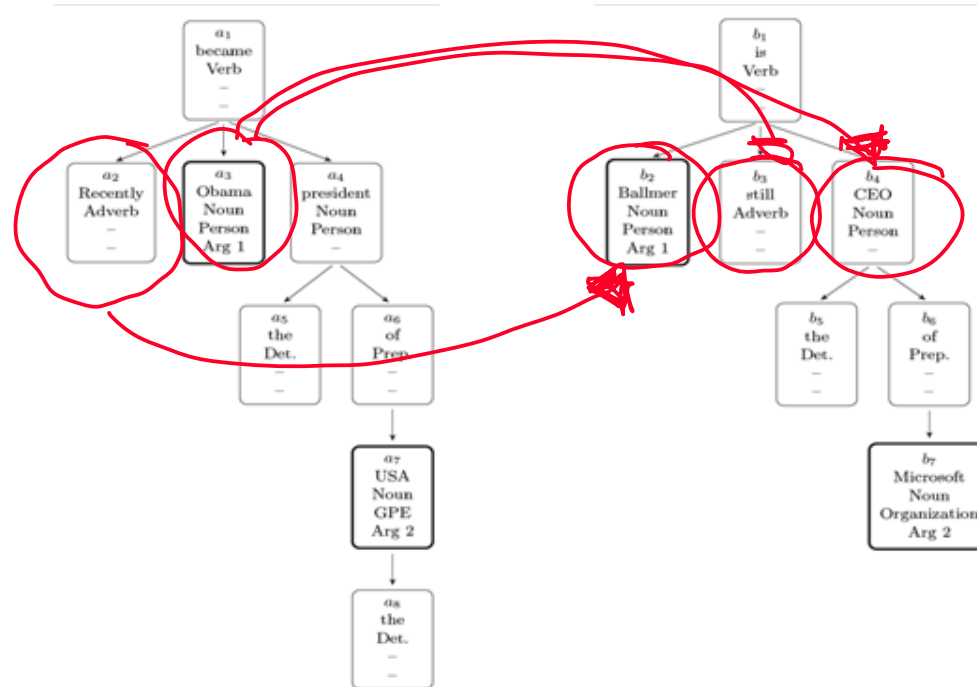 a₁
became
Verb
–
–
a₂
Recently
Adverb
–
–
a₃
Obama
Noun
Person
Arg 1
a₄
president
Noun
Person
–
a₅
the
Det.
–
–
a₆
of
Prep.
–
–
a₇
USA
Noun
GPE
Arg 2
a₈
the
Det.
–
–
b₁
is
Verb
–
–
b₂
Ballmer
Noun
Person
Arg 1
b₃
still
Adverb
–
–
b₄
CEO
Noun
Person
–
b₅
the
Det.
–
–
b₆
of
Prep.
–
–
b₇
Microsoft
Noun
Organization
Arg 2